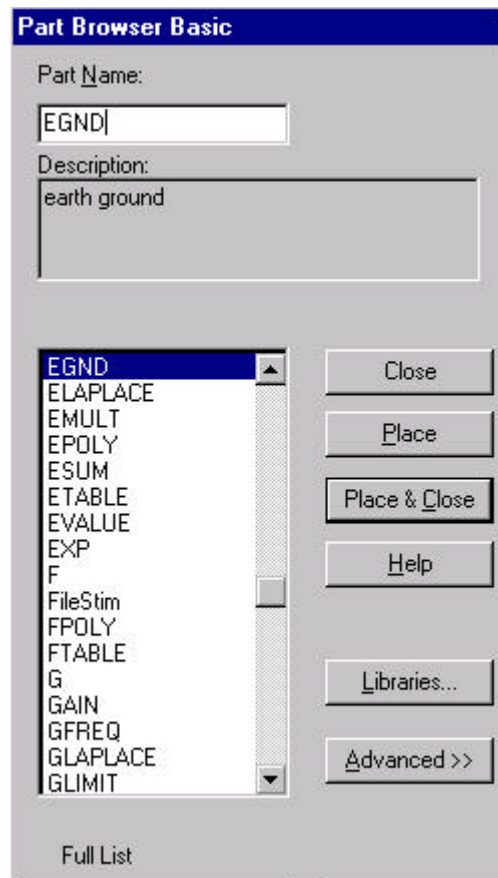 Part Browser Basic
Part Name:
EGND
Description:
earth ground
EGND
ELAPLACE
EMULT
EPOLY
ESUM
ETABLE
EVALUE
EXP
F
FileStim
FPOLY
FTABLE
G
GAIN
GFREQ
GLAPLACE
GLIMIT
Close
Place
Place & Close
Help
Libraries...
Advanced >>
Full List